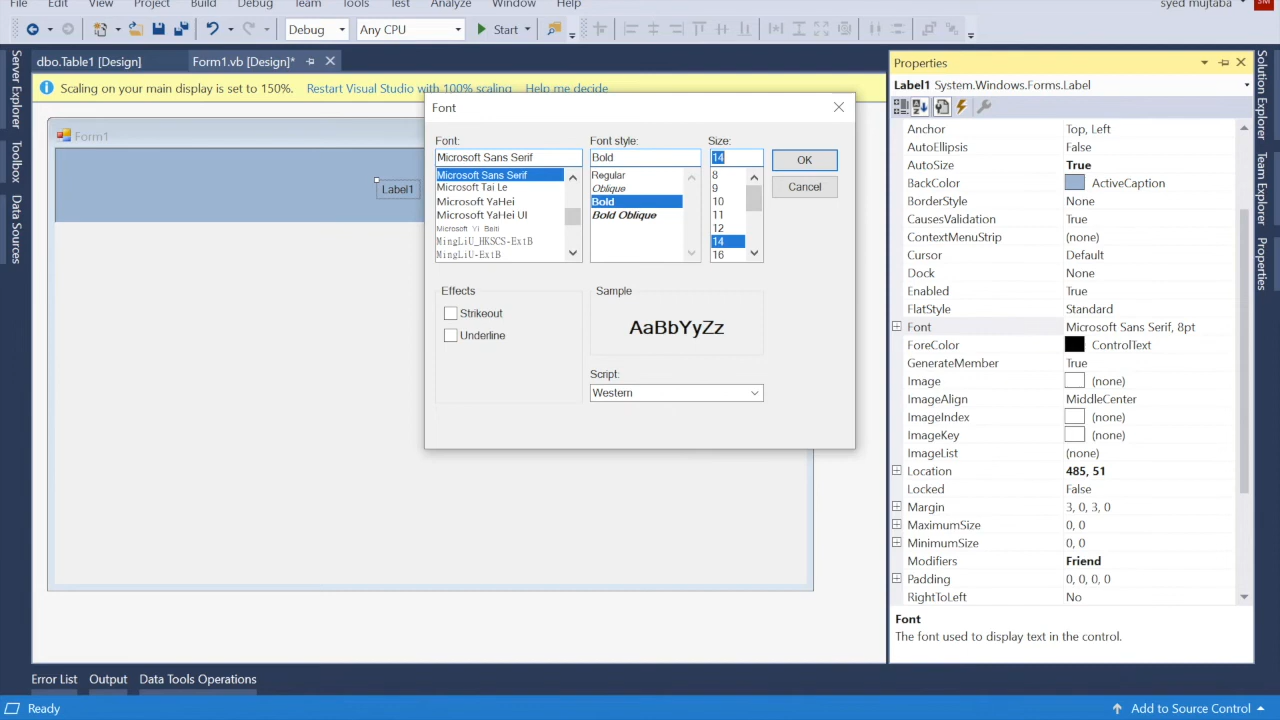 File Edit View Project Build Debug Team Tools Test Analyze Window Help syed mujtaba SM
Debug Any CPU Start
dbo.Table1 [Design] Form1.vb [Design]* Properties
Scaling on your main display is set to 150%. Restart Visual Studio with 100% scaling Help me decide
Label1 System.Windows.Forms.Label
Server Explorer
Toolbox
Data Sources
Form1
Label1
Font
Font: Font style: Size:
Microsoft Sans Serif Bold 14
OK
Cancel
Microsoft Sans Serif
Microsoft Tai Le
Microsoft YaHei
Microsoft YaHei UI
Microsoft Yi Baiti
MingLiU_HKSCS-ExtB
MingLiU-ExtB
Regular
Oblique
Bold
Bold Oblique
8
9
10
11
12
14
16
Effects
Strikeout
Underline
Sample
AaBbYyZz
Script:
Western
Anchor Top, Left
AutoEllipsis False
AutoSize True
BackColor ActiveCaption
BorderStyle None
CausesValidation True
ContextMenuStrip (none)
Cursor Default
Dock None
Enabled True
FlatStyle Standard
Font Microsoft Sans Serif, 8pt
ForeColor ControlText
GenerateMember True
Image (none)
ImageAlign MiddleCenter
ImageIndex (none)
ImageKey (none)
ImageList (none)
Location 485, 51
Locked False
Margin 3, 0, 3, 0
MaximumSize 0, 0
MinimumSize 0, 0
Modifiers Friend
Padding 0, 0, 0, 0
RightToLeft No
Font
The font used to display text in the control.
Solution Explorer
Team Explorer
Properties
Error List Output Data Tools Operations
Ready Add to Source Control